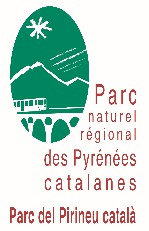 Parc
naturel
régional
des Pyrénées
catalanes
Parc del Pirineu català